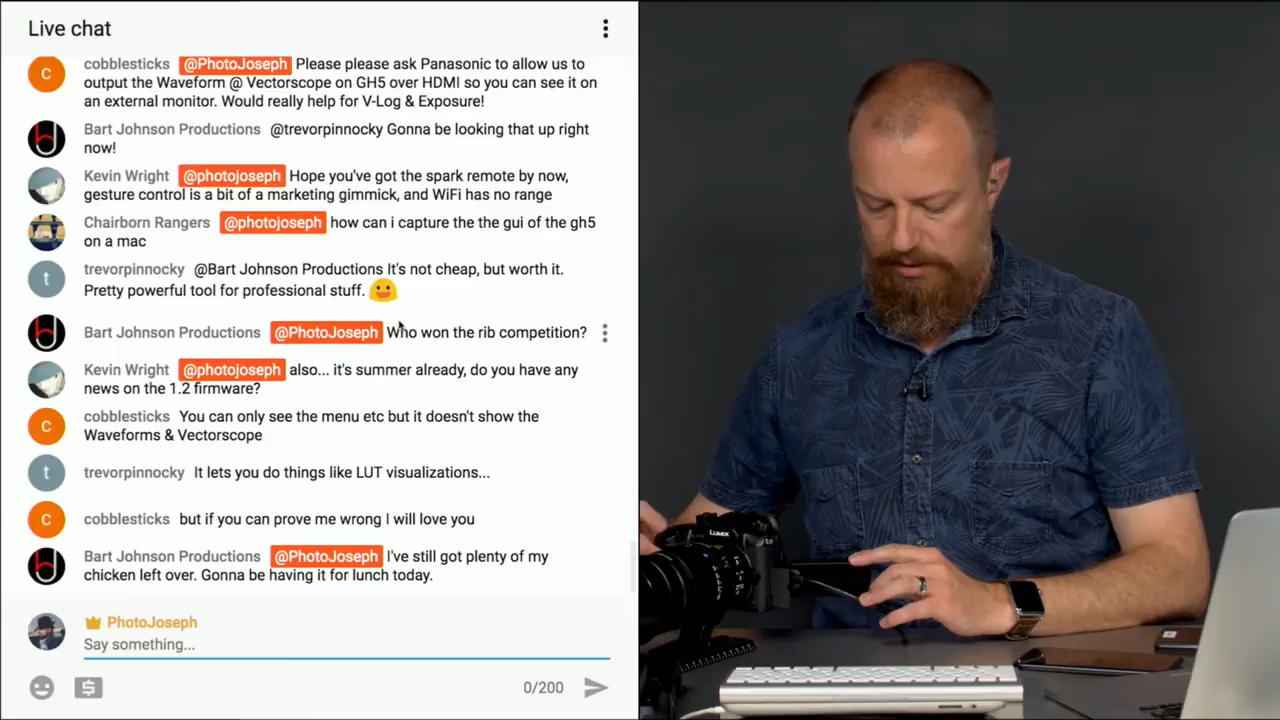 Live chat
C
cobblesticks @PhotoJoseph Please please ask Panasonic to allow us to
output the Waveform @ Vectorscope on GH5 over HDMI so you can see it on
an external monitor. Would really help for V-Log & Exposure!
Bart Johnson Productions @trevorpinnocky Gonna be looking that up right
now!
Kevin Wright @photojoseph Hope you've got the spark remote by now,
gesture control is a bit of a marketing gimmick, and WiFi has no range
Chairborn Rangers @photojoseph how can i capture the the gui of the gh5
on a mac
t
trevorpinnocky @Bart Johnson Productions It's not cheap, but worth it.
Pretty powerful tool for professional stuff.
Bart Johnson Productions @PhotoJoseph Who won the rib competition?
Kevin Wright @photojoseph also... it's summer already, do you have any
news on the 1.2 firmware?
C
cobblesticks You can only see the menu etc but it doesn't show the
Waveforms & Vectorscope
t
trevorpinnocky It lets you do things like LUT visualizations...
C
cobblesticks but if you can prove me wrong I will love you
Bart Johnson Productions @PhotoJoseph I've still got plenty of my
chicken left over. Gonna be having it for lunch today.
PhotoJoseph
Say something...
$
0/200
LUMIX